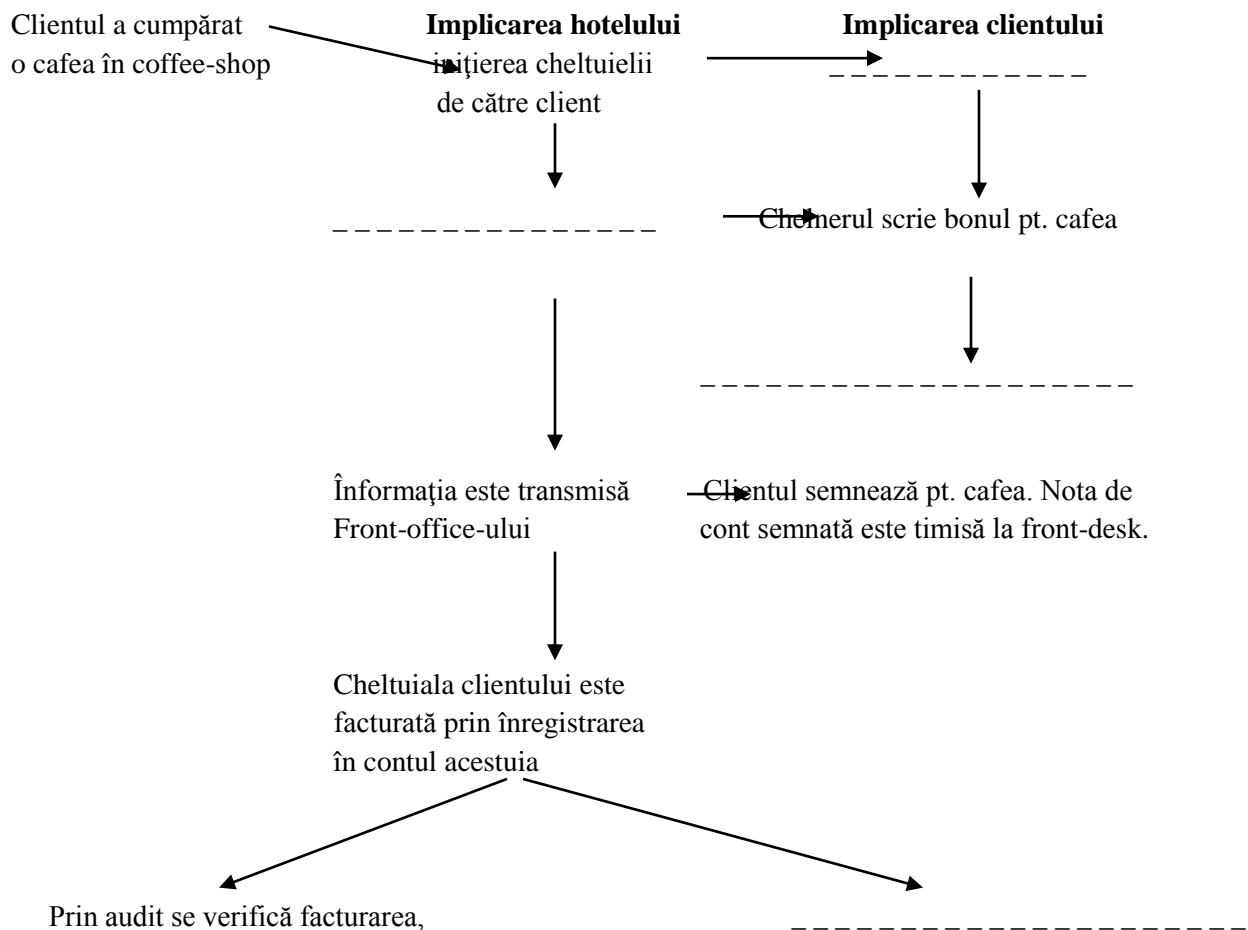 Clientul a cumpărat
o cafea în coffee-shop
Implicarea hotelului
iniţierea cheltuielii
de către client
Implicarea clientului
_ _ _ _ _ _ _ _ _ _ _ _
_ _ _ _ _ _ _ _ _ _ _ _ _ _ _
Chelnerul scrie bonul pt. cafea
_ _ _ _ _ _ _ _ _ _ _ _ _ _ _ _ _ _ _ _
Înformaţia este transmisă
Front-office-ului
Clientul semnează pt. cafea. Nota de
cont semnată este timisă la front-desk.
Cheltuiala clientului este
facturată prin înregistrarea
în contul acestuia
Prin audit se verifică facturarea,
_ _ _ _ _ _ _ _ _ _ _ _ _ _ _ _ _ _ _ _ _